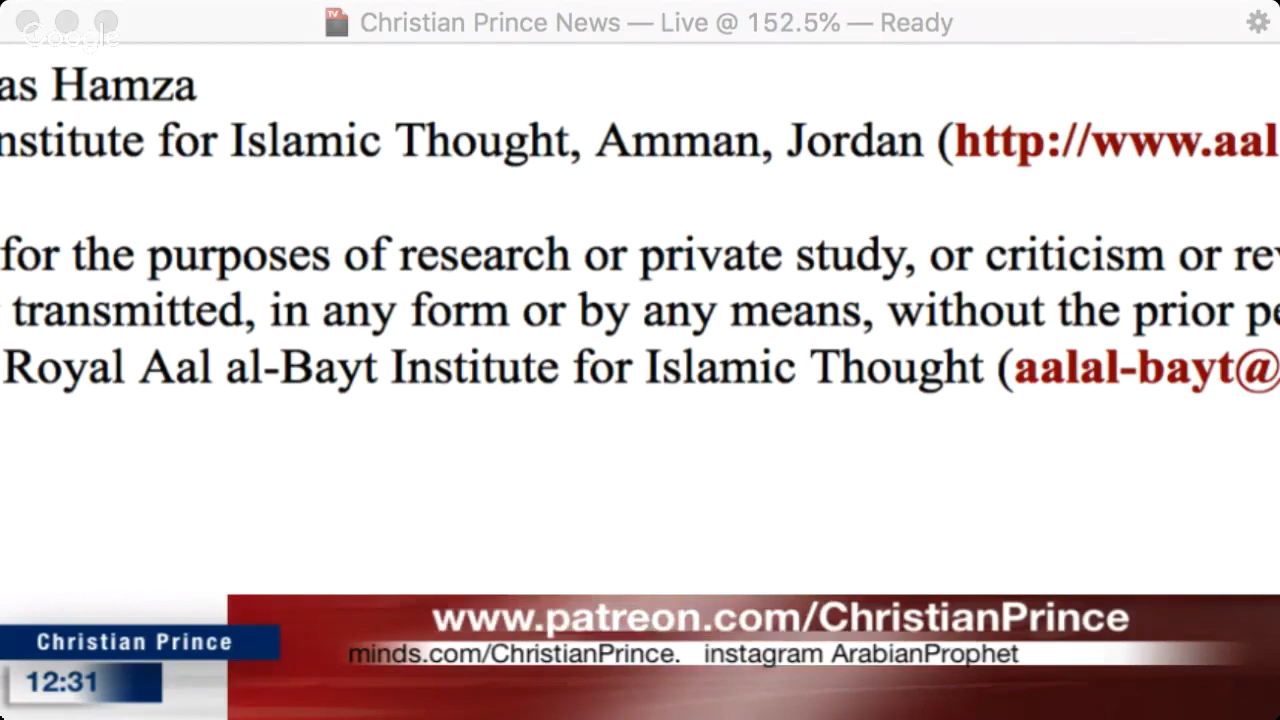 Christian Prince News — Live @ 152.5% — Ready
Google
as Hamza
nstitute for Islamic Thought, Amman, Jordan (http://www.aal
for the purposes of research or private study, or criticism or rev
transmitted, in any form or by any means, without the prior pe
Royal Aal al-Bayt Institute for Islamic Thought (aalal-bayt@
www.patreon.com/ChristianPrince
Christian Prince
minds.com/ChristianPrince. instagram ArabianProphet
12:31